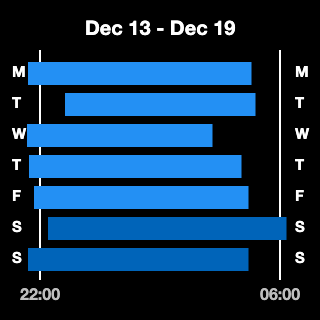 Dec 13 - Dec 19
M M
T T
W W
T T
F F
S S
S S
22:00 06:00